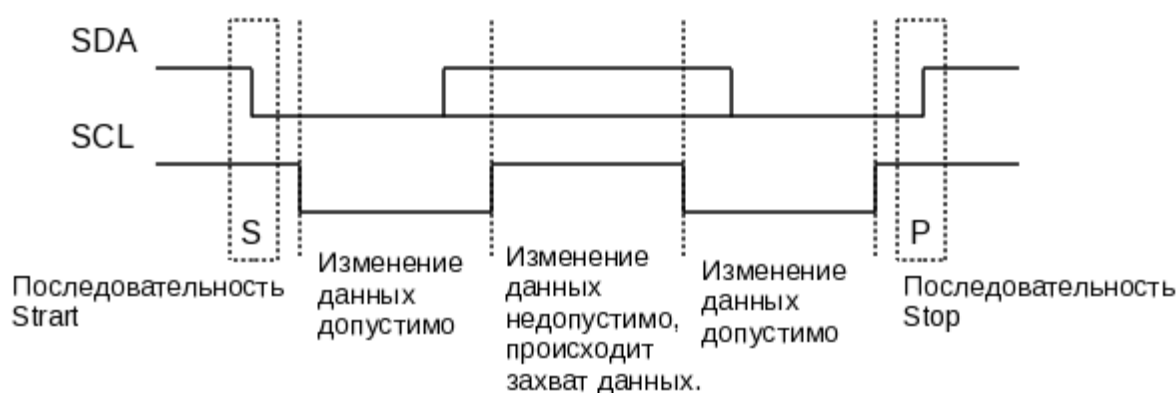 SDA
SCL
S
P
Последовательность
Strart
Изменение
данных
допустимо
Изменение
данных
недопустимо,
происходит
захват данных.
Изменение
данных
допустимо
Последовательность
Stop